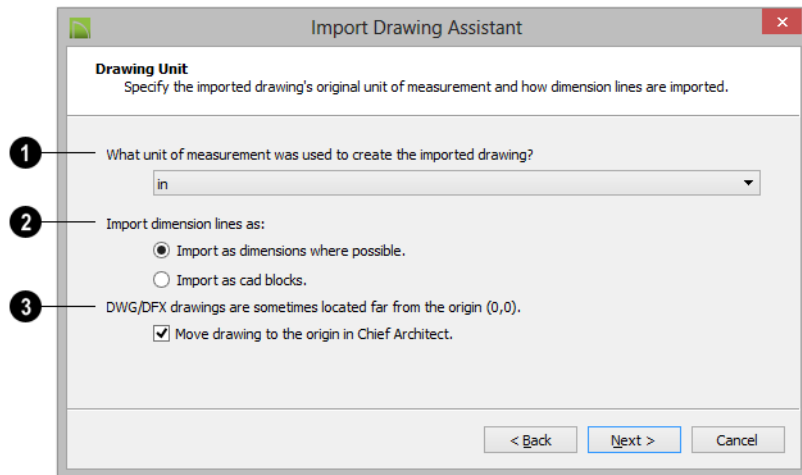 Import Drawing Assistant
Drawing Unit
Specify the imported drawing's original unit of measurement and how dimension lines are imported.
1 What unit of measurement was used to create the imported drawing?
in
2 Import dimension lines as:
Import as dimensions where possible.
Import as cad blocks.
3 DWG/DFX drawings are sometimes located far from the origin (0,0).
Move drawing to the origin in Chief Architect.
< Back Next > Cancel